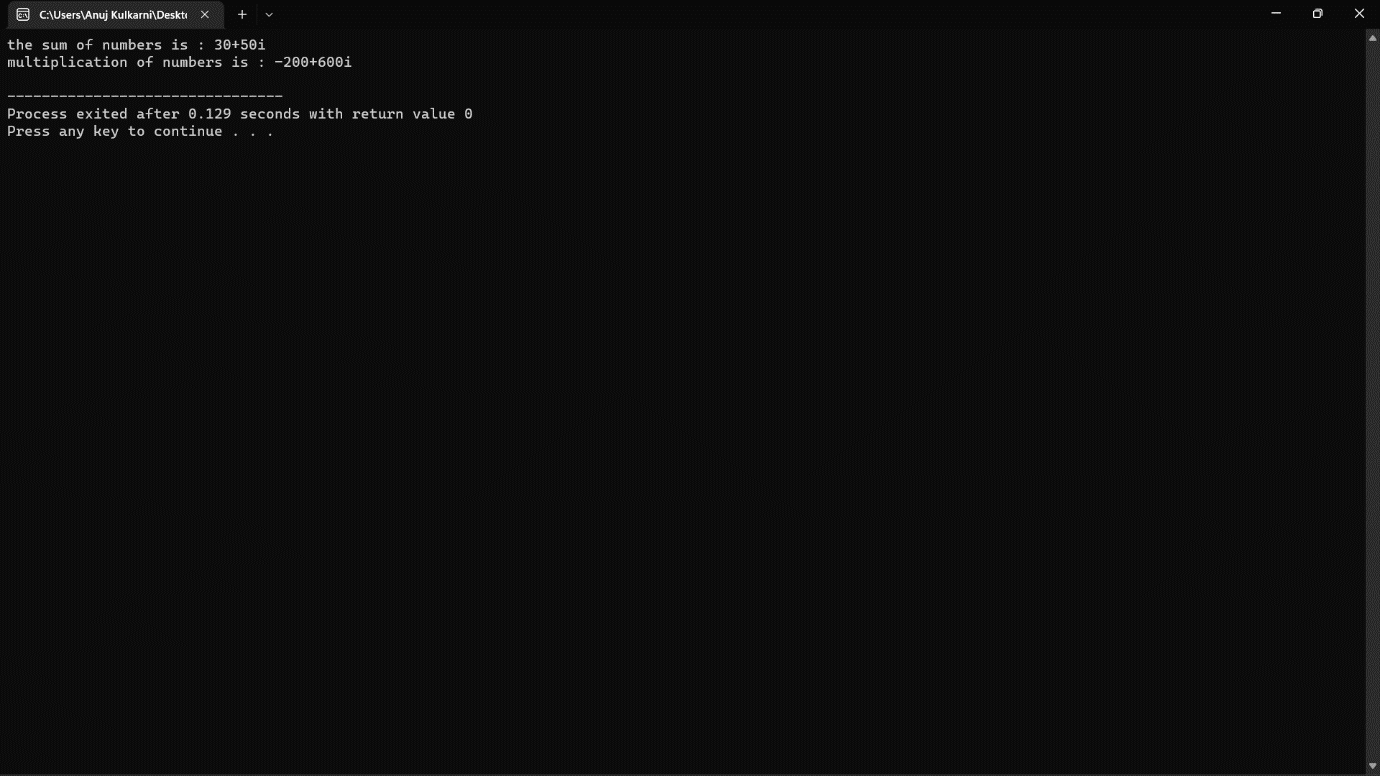 C:\Users\Anuj Kulkarni\Deskt
the sum of numbers is : 30+50i
multiplication of numbers is : -200+600i
--------------------------------
Process exited after 0.129 seconds with return value 0
Press any key to continue . . .